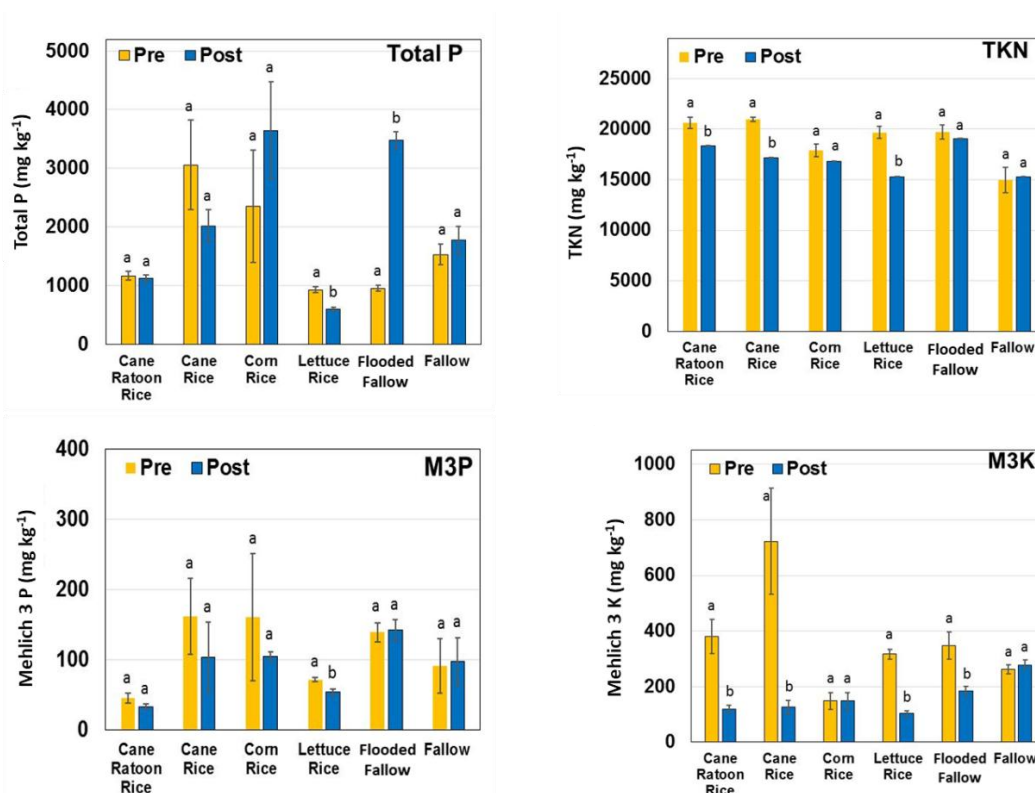 Total P
Pre Post
Total P (mg kg-1)
5000
4000
3000
2000
1000
0
a a a a a a a b a b a a
Cane Cane Corn Lettuce Flooded Fallow
Ratoon Rice Rice Rice Fallow
Rice
TKN
Pre Post
TKN (mg kg-1)
25000
20000
15000
10000
5000
0
a b a b a a a b a a a a
Cane Cane Corn Lettuce Flooded Fallow
Ratoon Rice Rice Rice Fallow
Rice
M3P
Pre Post
Mehlich 3 P (mg kg-1)
400
300
200
100
0
a a a a a a a b a a a a
Cane Cane Corn Lettuce Flooded Fallow
Ratoon Rice Rice Rice Fallow
Rice
M3K
Pre Post
Mehlich 3 K (mg kg-1)
1000
800
600
400
200
0
a b a b a a a b a b a a
Cane Cane Corn Lettuce Flooded Fallow
Ratoon Rice Rice Rice Fallow
Rice